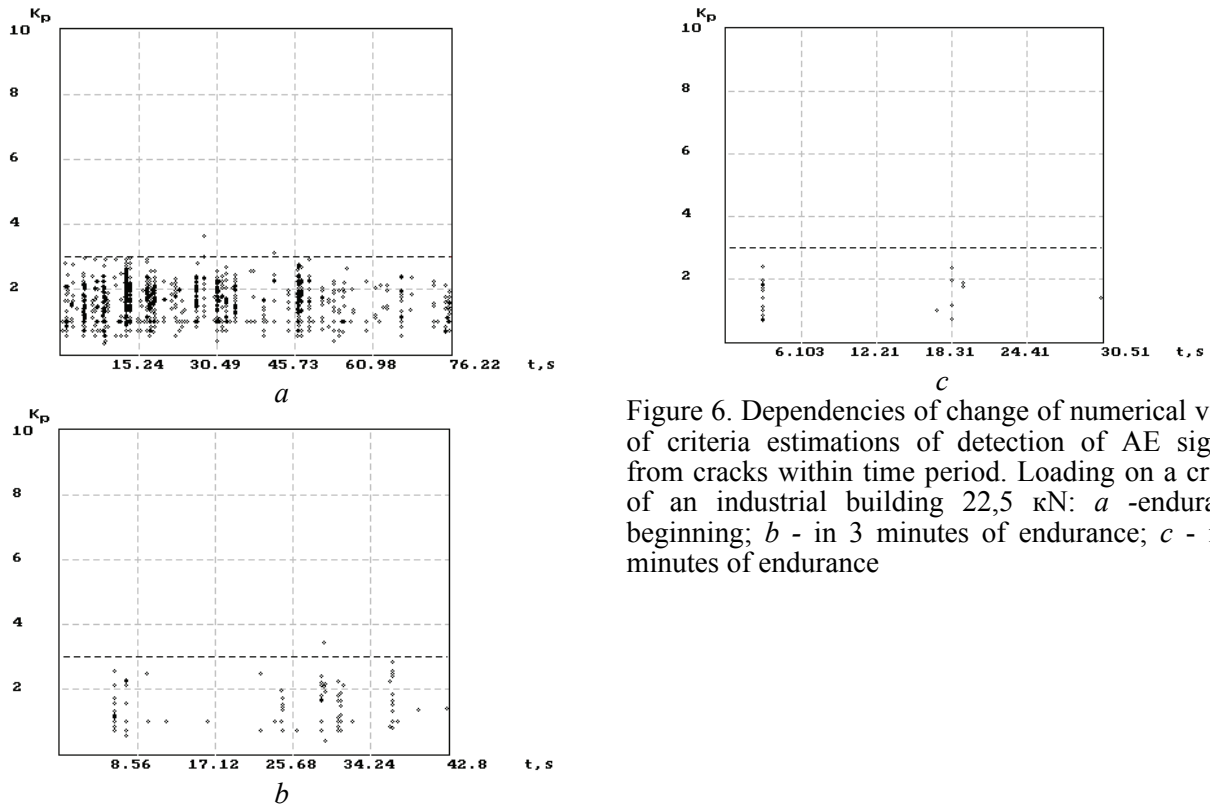 Kp
10
8
6
4
2
15.24 30.49 45.73 60.98 76.22 t,s
a
Kp
10
8
6
4
2
8.56 17.12 25.68 34.24 42.8 t,s
b
Kp
10
8
6
4
2
6.103 12.21 18.31 24.41 30.51 t,s
c
Figure 6. Dependencies of change of numerical v
of criteria estimations of detection of AE sig
from cracks within time period. Loading on a cr
of an industrial building 22,5 кN: a -endura
beginning; b - in 3 minutes of endurance; c -
minutes of endurance